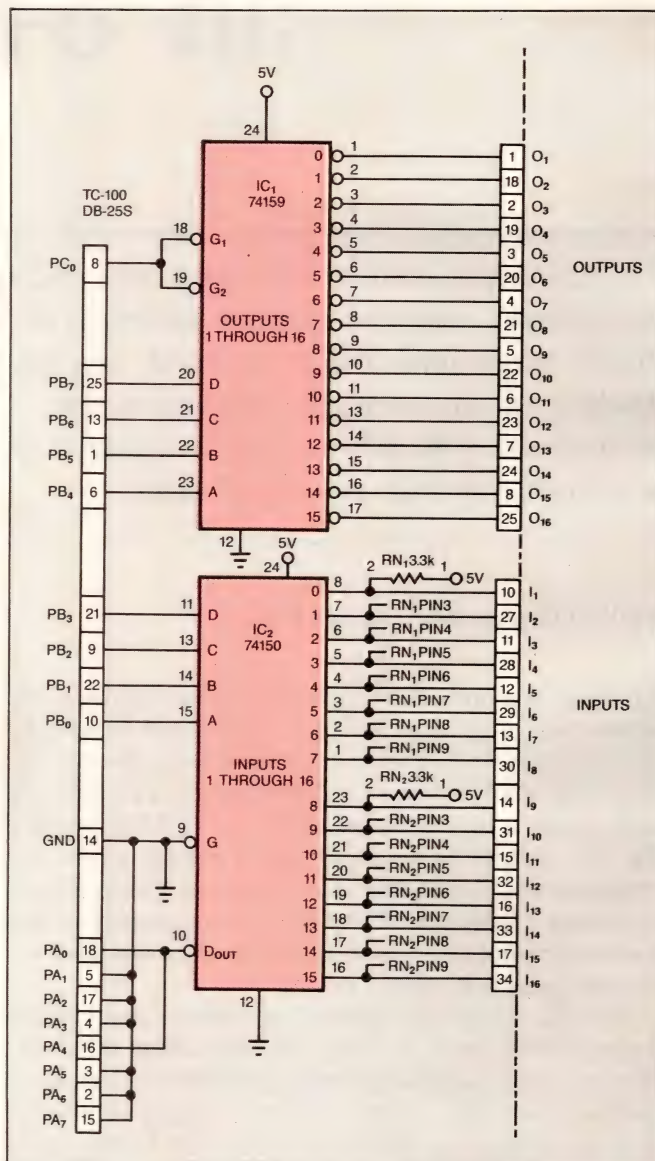 5V
24
TC-100
DB-25S
IC₁
74159
OUTPUTS
1 THROUGH 16
PC₀ 8
18 G₁
19 G₂
PB₇ 25 20 D
PB₆ 13 21 C
PB₅ 1 22 B
PB₄ 6 23 A
12
0 1 1 O₁
1 2 18 O₂
2 3 2 O₃
3 4 19 O₄
4 5 3 O₅
5 6 20 O₆
6 7 4 O₇
7 8 21 O₈
8 9 5 O₉
9 10 22 O₁₀
10 11 6 O₁₁
11 13 23 O₁₂
12 14 7 O₁₃
13 15 24 O₁₄
14 16 8 O₁₅
15 17 25 O₁₆
OUTPUTS
5V
24
IC₂
74150
INPUTS
1 THROUGH 16
PB₃ 21 11 D
PB₂ 9 13 C
PB₁ 22 14 B
PB₀ 10 15 A
GND 14 9 G
PA₀ 18 10 D_OUT
PA₁ 5
PA₂ 17
PA₃ 4
PA₄ 16
PA₅ 3
PA₆ 2
PA₇ 15
12
0 8 2 RN₁3.3k 1 5V 10 I₁
1 7 RN₁PIN3 27 I₂
2 6 RN₁PIN4 11 I₃
3 5 RN₁PIN5 28 I₄
4 4 RN₁PIN6 12 I₅
5 3 RN₁PIN7 29 I₆
6 2 RN₁PIN8 13 I₇
7 1 RN₁PIN9 30 I₈
8 23 2 RN₂3.3k 1 5V 14 I₉
9 22 RN₂PIN3 31 I₁₀
10 21 RN₂PIN4 15 I₁₁
11 20 RN₂PIN5 32 I₁₂
12 19 RN₂PIN6 16 I₁₃
13 18 RN₂PIN7 33 I₁₄
14 17 RN₂PIN8 17 I₁₅
15 16 RN₂PIN9 34 I₁₆
INPUTS